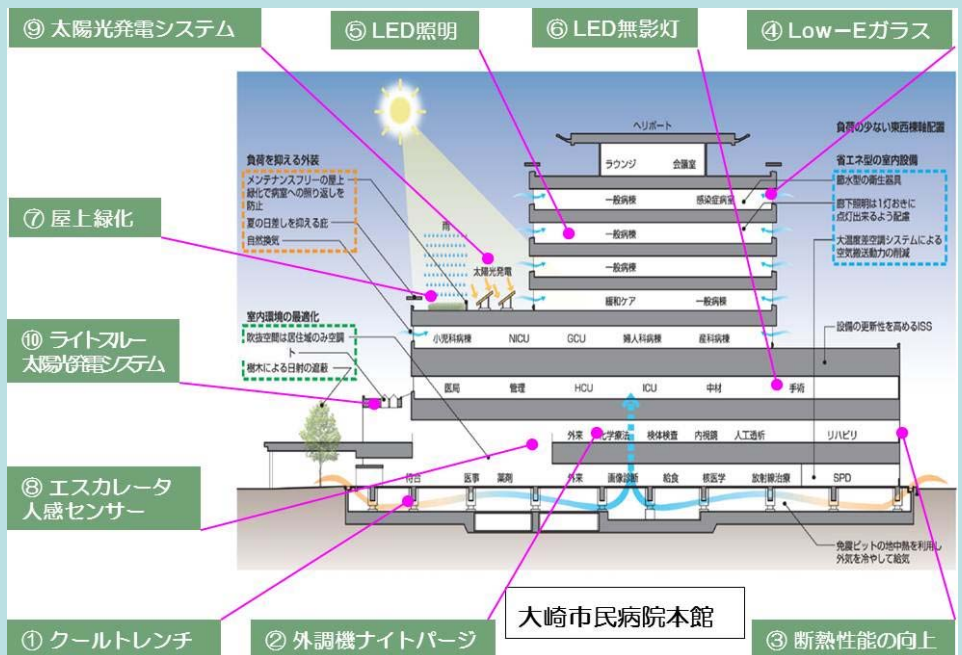 ⑨ 太陽光発電システム
⑤ LED照明
⑥ LED無影灯
④ Low-Eガラス
ヘリポート
負荷の少ない東西棟軸配置
負荷を抑える外装
メンテナンスフリーの屋上
緑化で病室への照り返しを
防止
夏の日差しを抑える庇
自然換気
ラウンジ 会議室
省エネ型の室内設備
節水型の衛生器具
廊下照明は1灯おきに
点灯出来るよう配慮
大温度差空調システムによる
空気搬送動力の削減
一般病棟 感染症病室
⑦ 屋上緑化
雨
一般病棟
太陽光発電
一般病棟
緩和ケア 一般病棟
室内環境の最適化
吹抜空間は居住域のみ空調
樹木による日射の遮蔽
小児科病棟 NICU GCU 婦人科病棟 産科病棟
設備の更新性を高めるISS
⑩ ライトスルー
太陽光発電システム
医局 管理 HCU ICU 中材 手術
外来 化学療法 検体検査 内視鏡 人工透析 リハビリ
⑧ エスカレータ
人感センサー
待合 医事 薬剤 外来 画像診断 給食 核医学 放射線治療 SPD
免震ピットの地中熱を利用し
外気を冷やして給気
大崎市民病院本館
① クールトレンチ
② 外調機ナイトパージ
③ 断熱性能の向上